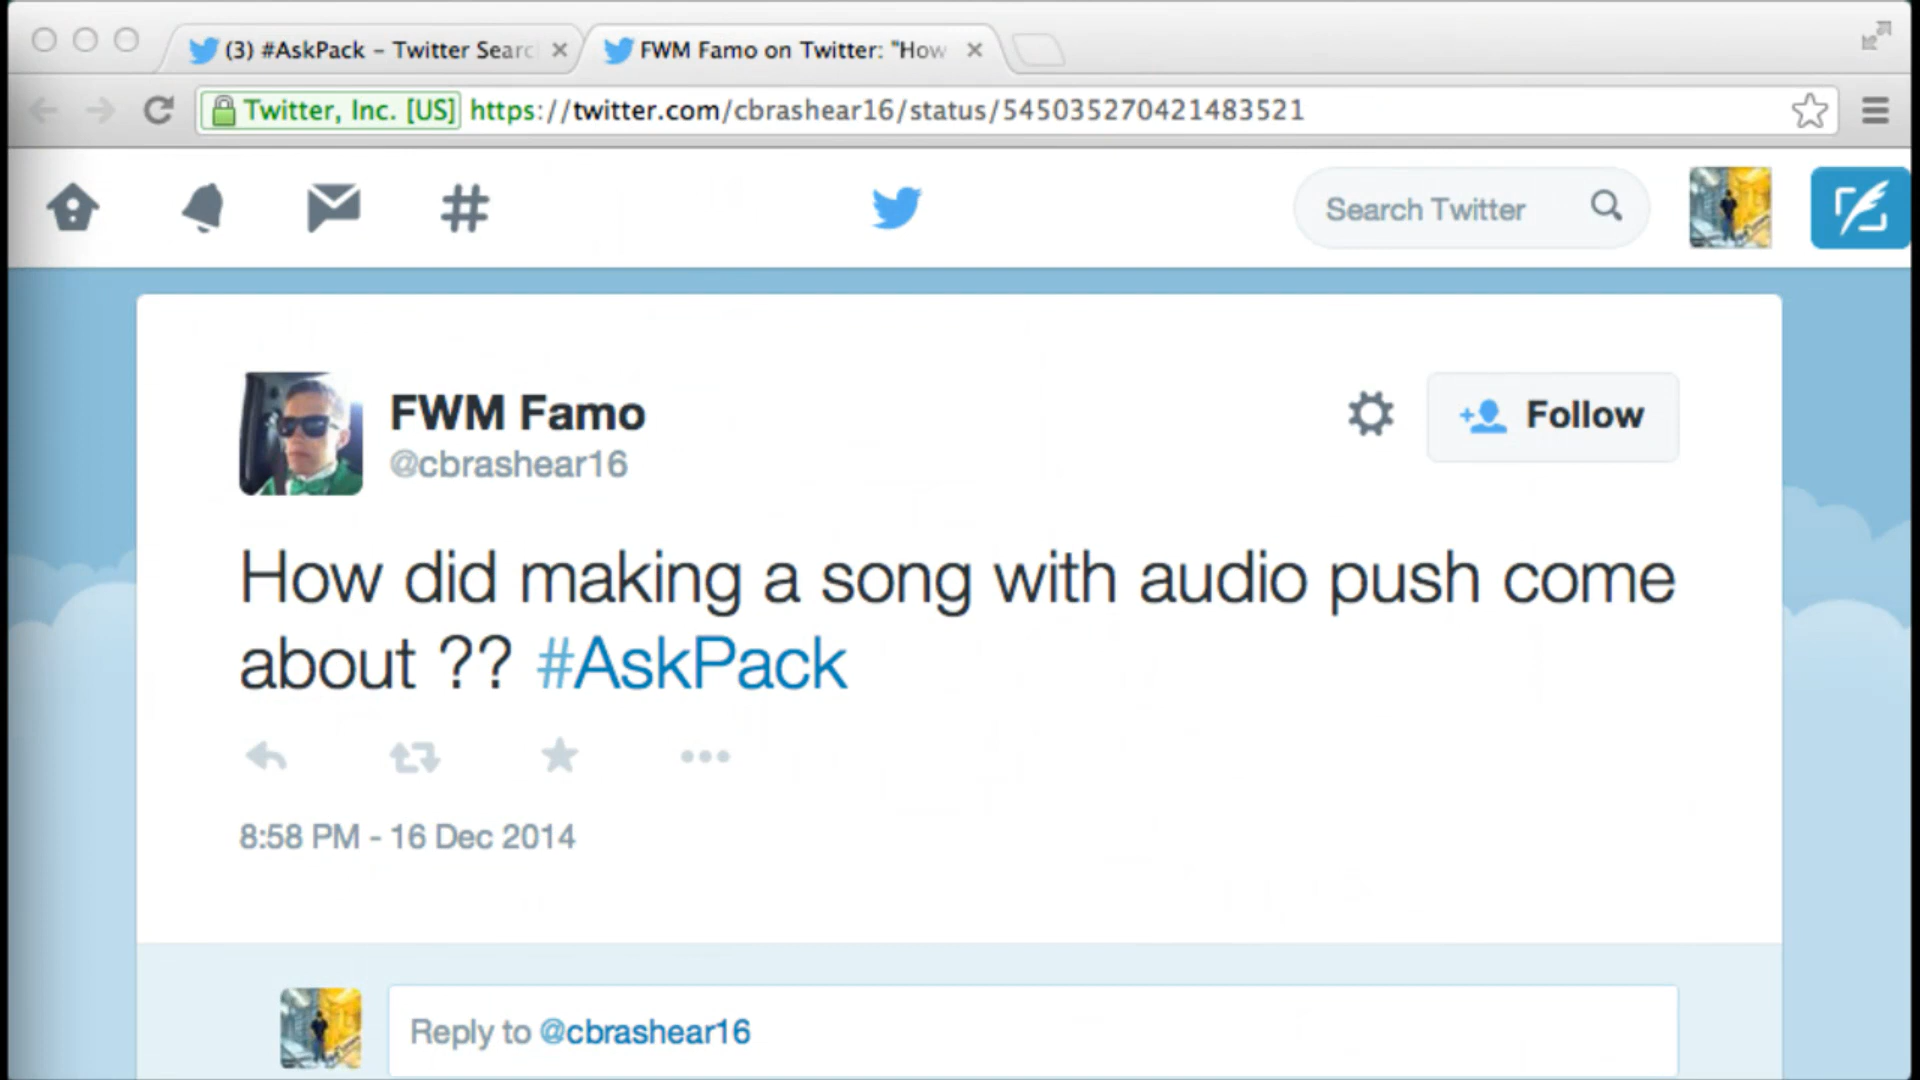 (3) #AskPack – Twitter Searc
FWM Famo on Twitter: "How
Twitter, Inc. [US] https://twitter.com/cbrashear16/status/545035270421483521
Search Twitter
FWM Famo
@cbrashear16
Follow
How did making a song with audio push come
about ?? #AskPack
8:58 PM - 16 Dec 2014
Reply to @cbrashear16